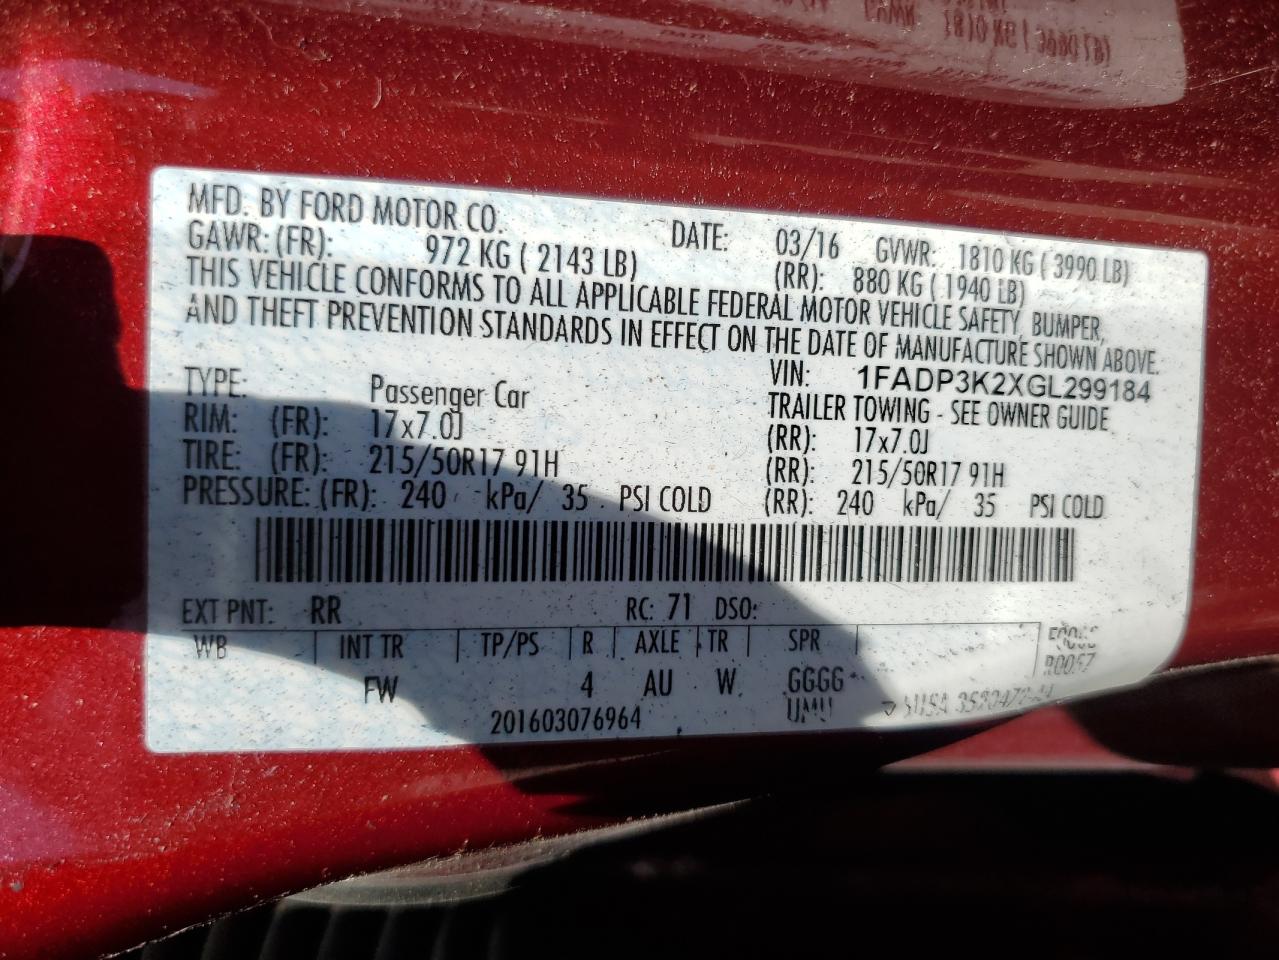 MFD. BY FORD MOTOR CO.
DATE: 03/16 GVWR: 1810 KG ( 3990 LB)
GAWR: (FR): 972 KG ( 2143 LB) (RR): 880 KG ( 1940 LB)
THIS VEHICLE CONFORMS TO ALL APPLICABLE FEDERAL MOTOR VEHICLE SAFETY, BUMPER,
AND THEFT PREVENTION STANDARDS IN EFFECT ON THE DATE OF MANUFACTURE SHOWN ABOVE.
VIN: 1FADP3K2XGL299184
TYPE: Passenger Car TRAILER TOWING - SEE OWNER GUIDE
RIM: (FR): 17x7.0J (RR): 17x7.0J
TIRE: (FR): 215/50R17 91H (RR): 215/50R17 91H
PRESSURE: (FR): 240 kPa/ 35 PSI COLD (RR): 240 kPa/ 35 PSI COLD
EXT PNT: RR RC: 71 DSO:
WB INT TR TP/PS R AXLE TR SPR
FW 4 AU W GGGG
201603076964 UMU